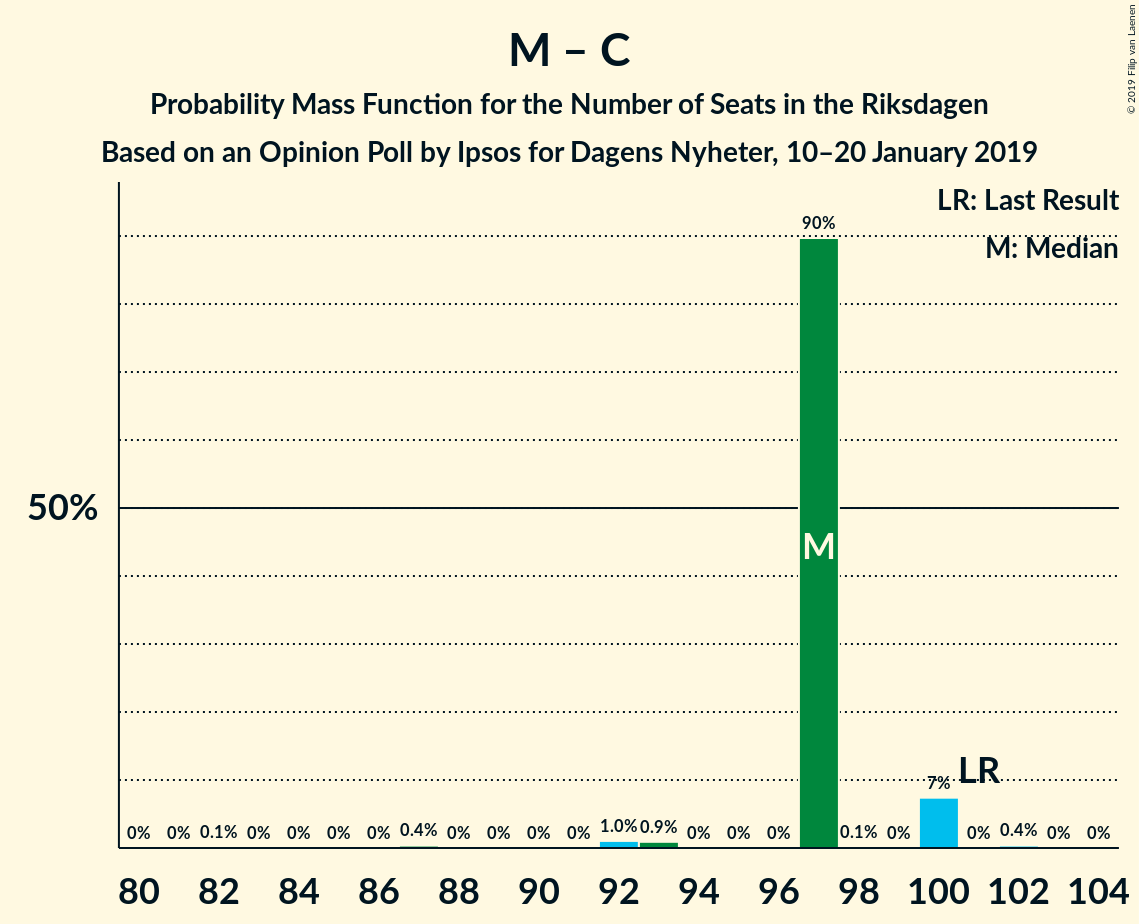 M – C
Probability Mass Function for the Number of Seats in the Riksdagen
Based on an Opinion Poll by Ipsos for Dagens Nyheter, 10–20 January 2019
© 2019 Filip van Laenen
LR: Last Result
M: Median
90%
50%
M
LR
7%
0% 0% 0.1% 0% 0% 0% 0% 0.4% 0% 0% 0% 0% 1.0% 0.9% 0% 0% 0% 0.1% 0% 0% 0.4% 0% 0%
80 82 84 86 88 90 92 94 96 98 100 102 104